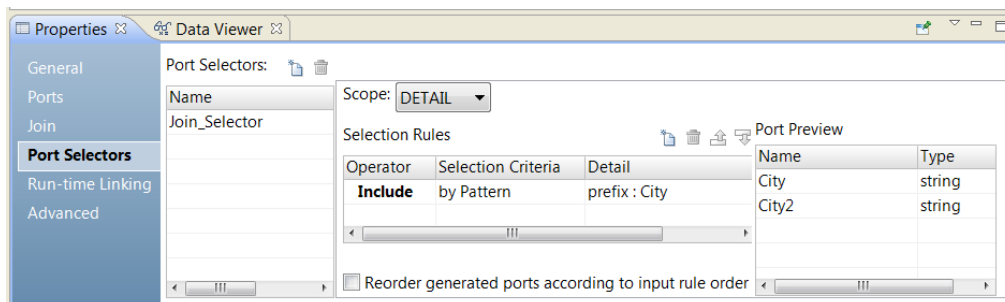 Properties Data Viewer
General
Ports
Join
Port Selectors
Run-time Linking
Advanced
Port Selectors:
Name
Join_Selector
Scope: DETAIL
Selection Rules
Operator Selection Criteria Detail
Include by Pattern prefix : City
Reorder generated ports according to input rule order
Port Preview
Name Type
City string
City2 string